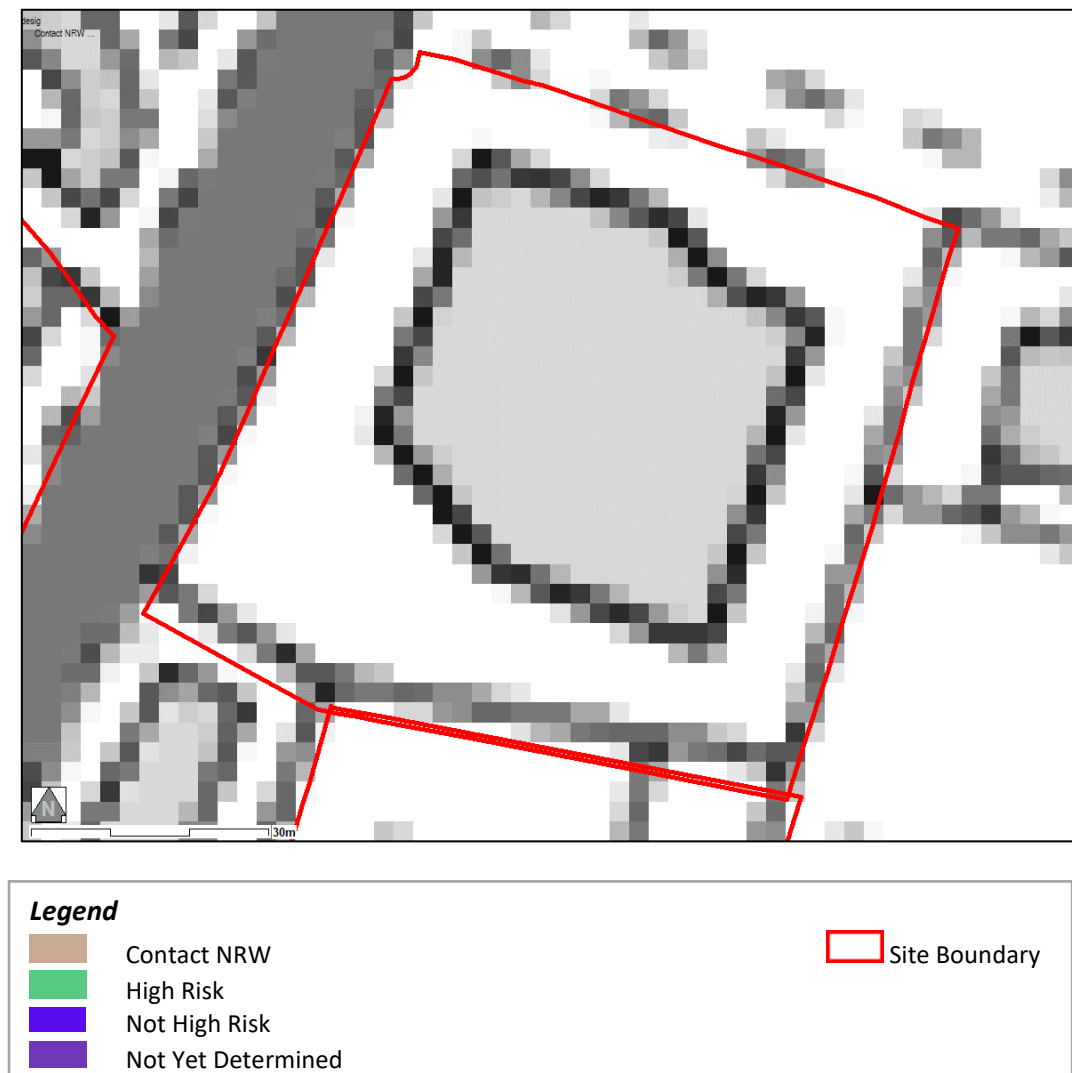 desig
Contact NRW ...
N
30m
Legend
Contact NRW
High Risk
Not High Risk
Not Yet Determined
Site Boundary